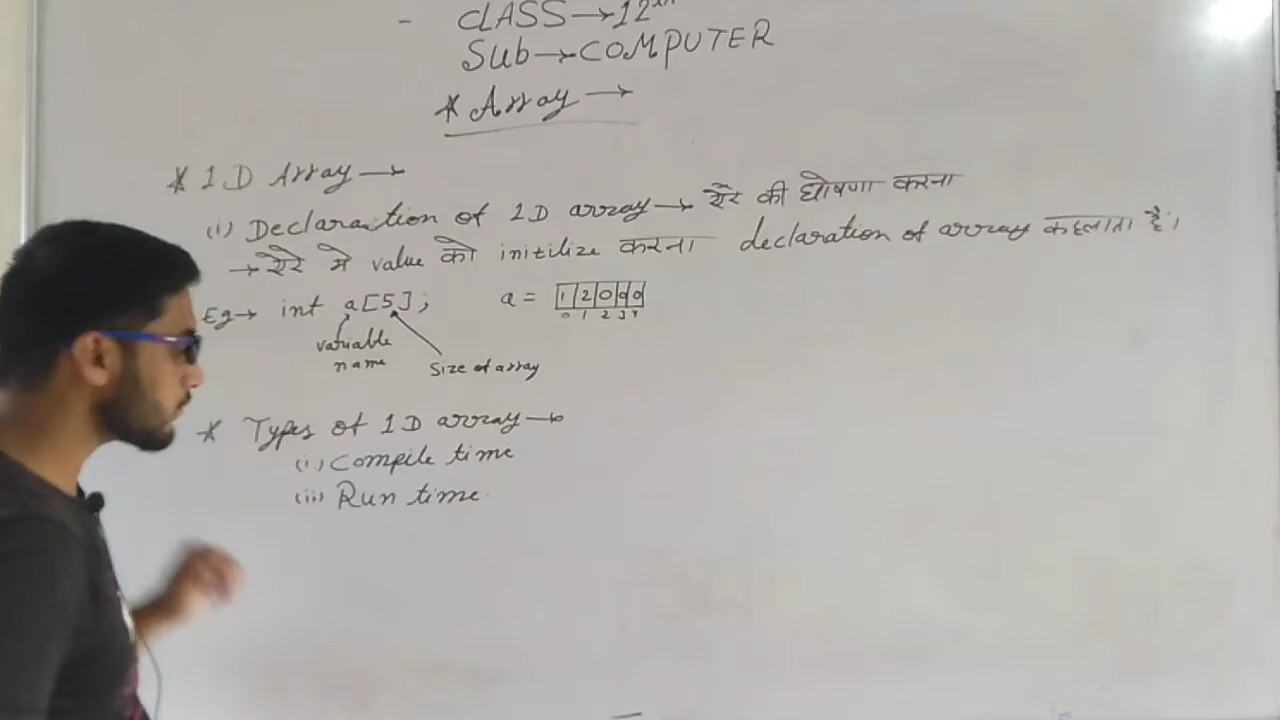 - CLASS → 12th
Sub → COMPUTER
* Array →
* 1D Array →
(i) Declaraction of 1D array → ऐरे की घोषणा करना
→ ऐरे मे value को initilize करना declaration of array कहलाता है।
Eg → int a[5]; a = 1 2 0 0 0
0 1 2 3 4
variable
name
Size of array
* Types of 1D array →
(i) Compile time
(ii) Run time